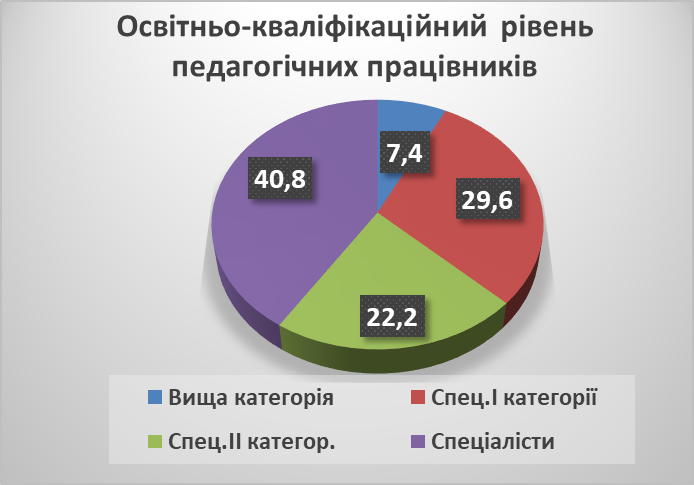 Освітньо-кваліфікаційний рівень
педагогічних працівників
7,4
40,8
29,6
22,2
Вища категорія
Спец.І категорії
Спец.ІІ категор.
Спеціалісти